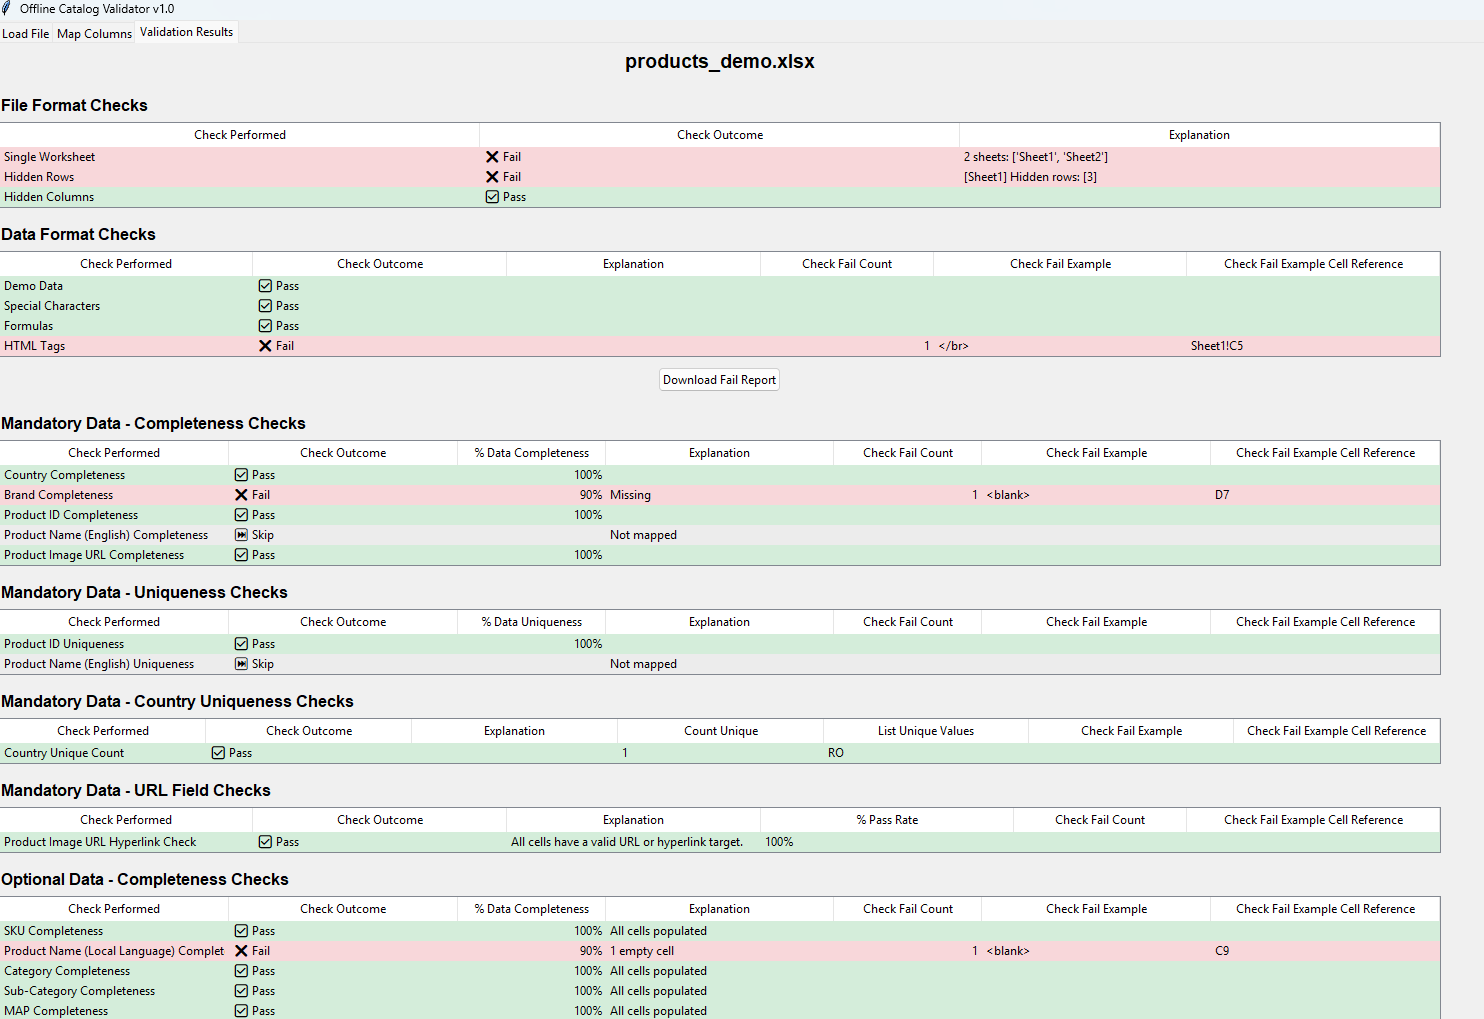 Offline Catalog Validator v1.0
Load File Map Columns Validation Results
products_demo.xlsx
File Format Checks
Check Performed Check Outcome Explanation
Single Worksheet Fail 2 sheets: ['Sheet1', 'Sheet2']
Hidden Rows Fail [Sheet1] Hidden rows: [3]
Hidden Columns Pass
Data Format Checks
Check Performed Check Outcome Explanation Check Fail Count Check Fail Example Check Fail Example Cell Reference
Demo Data Pass
Special Characters Pass
Formulas Pass
HTML Tags Fail 1 </br> Sheet1!C5
Download Fail Report
Mandatory Data - Completeness Checks
Check Performed Check Outcome % Data Completeness Explanation Check Fail Count Check Fail Example Check Fail Example Cell Reference
Country Completeness Pass 100%
Brand Completeness Fail 90% Missing 1 <blank> D7
Product ID Completeness Pass 100%
Product Name (English) Completeness Skip Not mapped
Product Image URL Completeness Pass 100%
Mandatory Data - Uniqueness Checks
Check Performed Check Outcome % Data Uniqueness Explanation Check Fail Count Check Fail Example Check Fail Example Cell Reference
Product ID Uniqueness Pass 100%
Product Name (English) Uniqueness Skip Not mapped
Mandatory Data - Country Uniqueness Checks
Check Performed Check Outcome Explanation Count Unique List Unique Values Check Fail Example Check Fail Example Cell Reference
Country Unique Count Pass 1 RO
Mandatory Data - URL Field Checks
Check Performed Check Outcome Explanation % Pass Rate Check Fail Count Check Fail Example Cell Reference
Product Image URL Hyperlink Check Pass All cells have a valid URL or hyperlink target. 100%
Optional Data - Completeness Checks
Check Performed Check Outcome % Data Completeness Explanation Check Fail Count Check Fail Example Check Fail Example Cell Reference
SKU Completeness Pass 100% All cells populated
Product Name (Local Language) Complet Fail 90% 1 empty cell 1 <blank> C9
Category Completeness Pass 100% All cells populated
Sub-Category Completeness Pass 100% All cells populated
MAP Completeness Pass 100% All cells populated